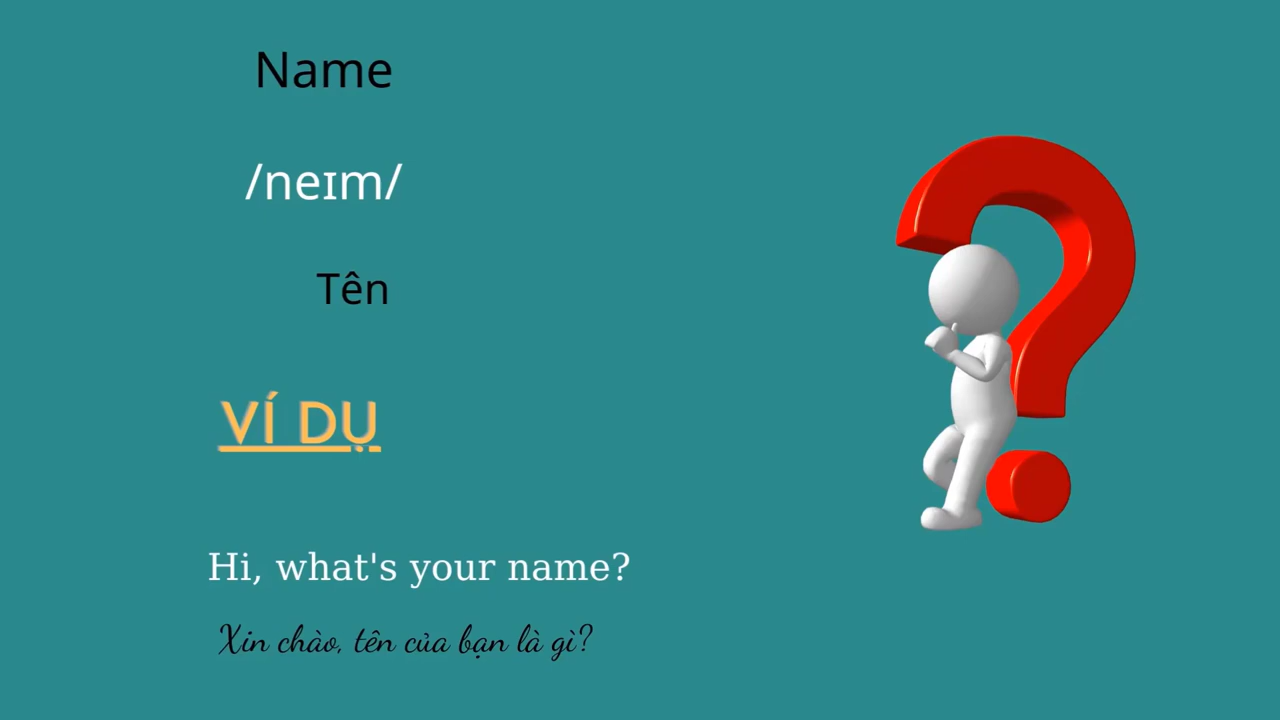 Name
/neɪm/
Tên
VÍ DỤ
Hi, what's your name?
Xin chào, tên của bạn là gì?